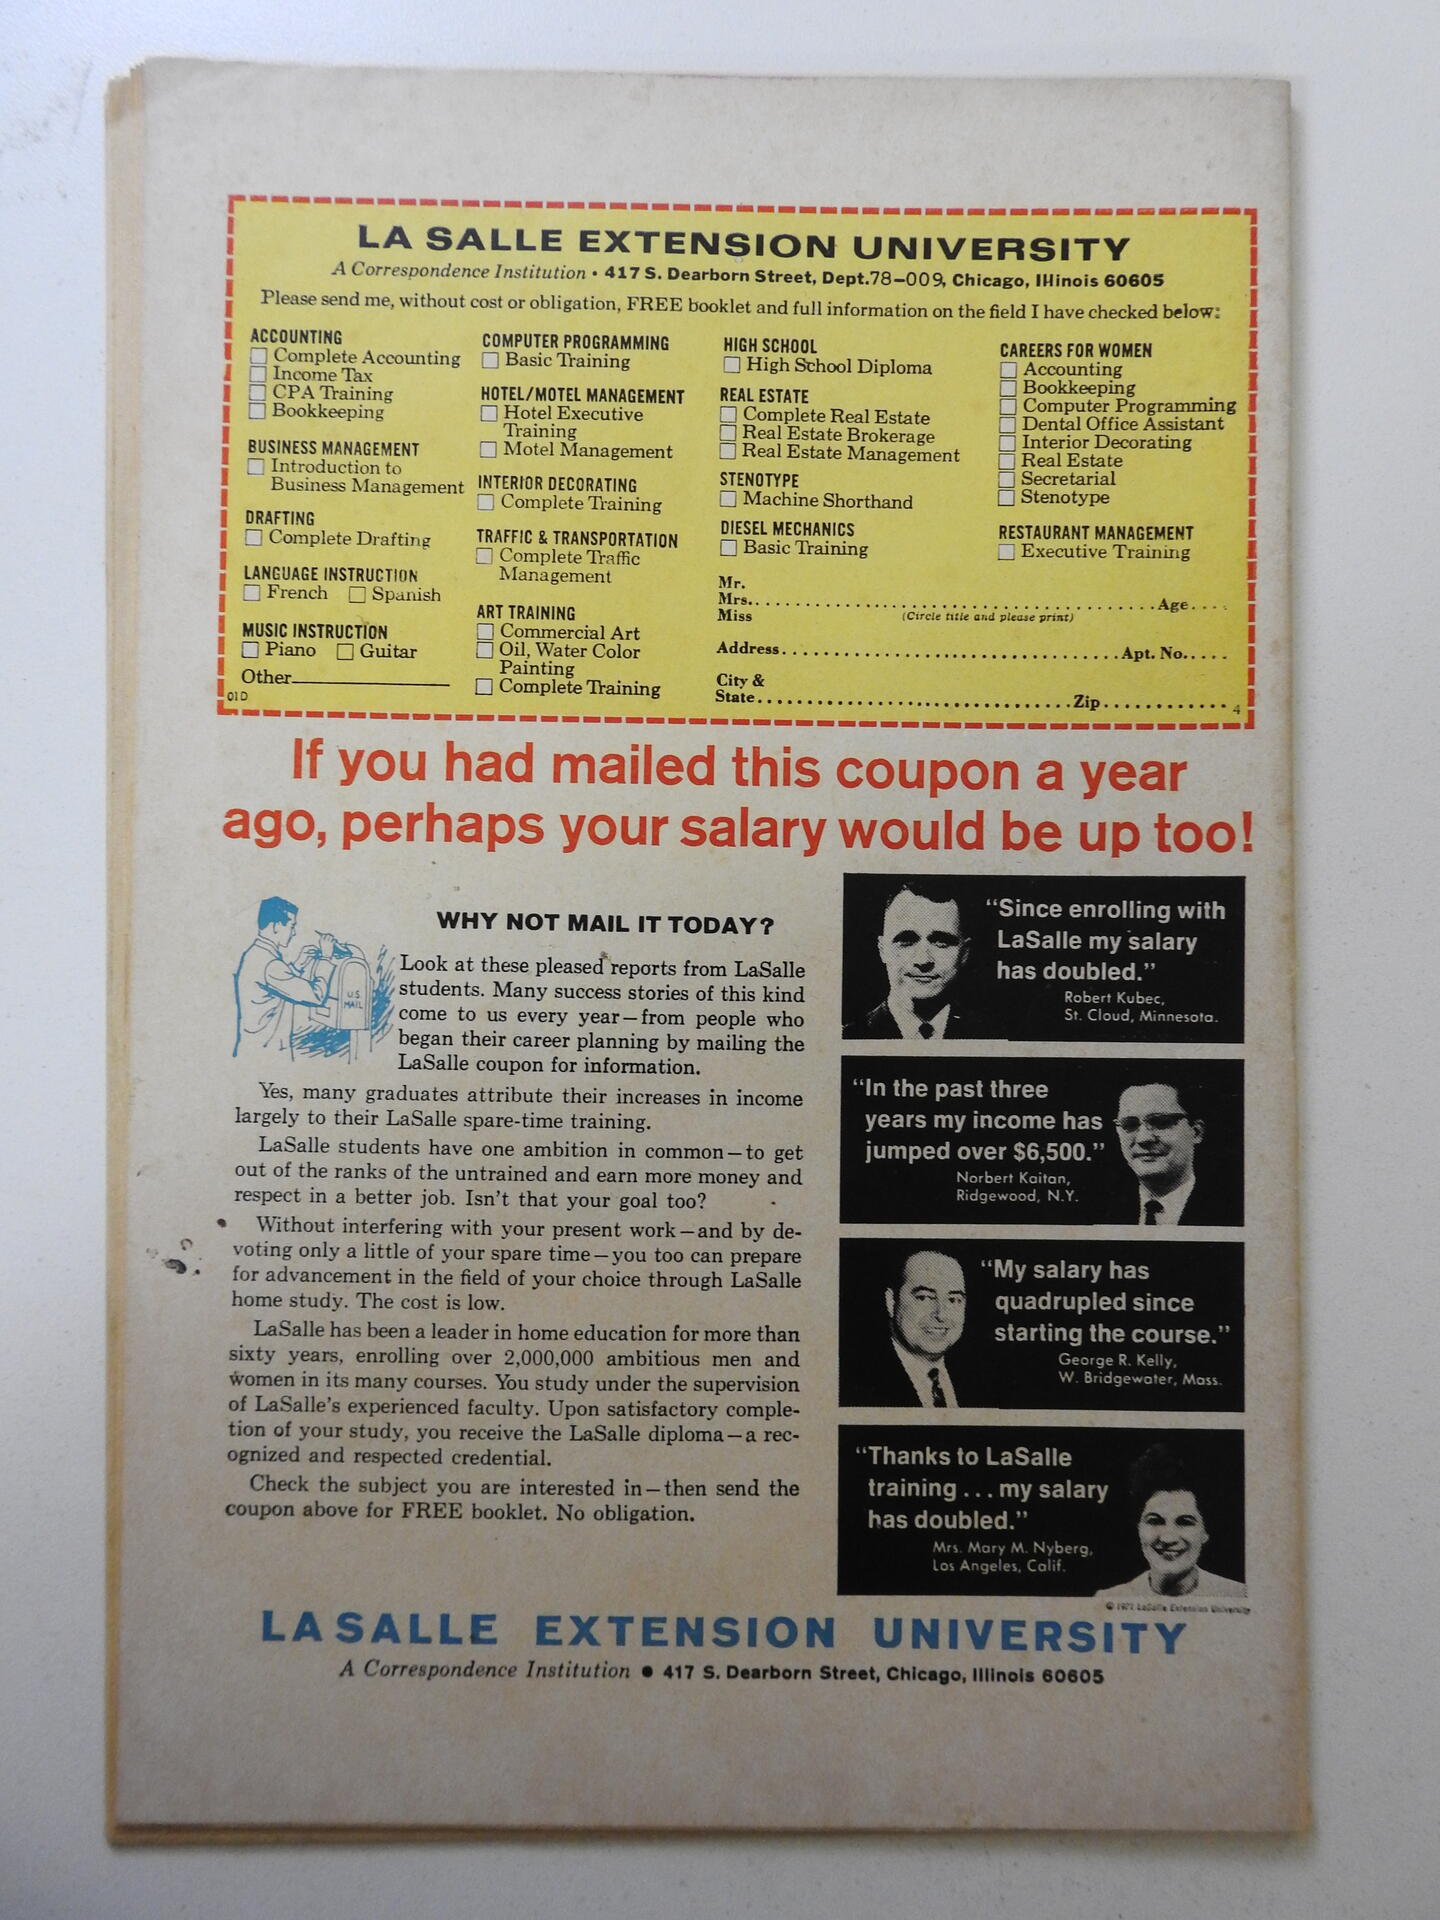 LA SALLE EXTENSION UNIVERSITY
A Correspondence Institution • 417 S. Dearborn Street, Dept.78-009, Chicago, Illinois 60605
Please send me, without cost or obligation, FREE booklet and full information on the field I have checked below:
ACCOUNTING
Complete Accounting
Income Tax
CPA Training
Bookkeeping
BUSINESS MANAGEMENT
Introduction to
Business Management
DRAFTING
Complete Drafting
LANGUAGE INSTRUCTION
French Spanish
MUSIC INSTRUCTION
Piano Guitar
Other
01D
COMPUTER PROGRAMMING
Basic Training
HOTEL/MOTEL MANAGEMENT
Hotel Executive
Training
Motel Management
INTERIOR DECORATING
Complete Training
TRAFFIC & TRANSPORTATION
Complete Traffic
Management
ART TRAINING
Commercial Art
Oil, Water Color
Painting
Complete Training
HIGH SCHOOL
High School Diploma
REAL ESTATE
Complete Real Estate
Real Estate Brokerage
Real Estate Management
STENOTYPE
Machine Shorthand
DIESEL MECHANICS
Basic Training
CAREERS FOR WOMEN
Accounting
Bookkeeping
Computer Programming
Dental Office Assistant
Interior Decorating
Real Estate
Secretarial
Stenotype
RESTAURANT MANAGEMENT
Executive Training
Mr.
Mrs. Age
Miss (Circle title and please print)
Address Apt. No.
City &
State Zip
4
If you had mailed this coupon a year
ago, perhaps your salary would be up too!
WHY NOT MAIL IT TODAY?
U.S.
MAIL
Look at these pleased reports from LaSalle
students. Many success stories of this kind
come to us every year—from people who
began their career planning by mailing the
LaSalle coupon for information.
Yes, many graduates attribute their increases in income
largely to their LaSalle spare-time training.
LaSalle students have one ambition in common—to get
out of the ranks of the untrained and earn more money and
respect in a better job. Isn't that your goal too?
Without interfering with your present work—and by de-
voting only a little of your spare time—you too can prepare
for advancement in the field of your choice through LaSalle
home study. The cost is low.
LaSalle has been a leader in home education for more than
sixty years, enrolling over 2,000,000 ambitious men and
women in its many courses. You study under the supervision
of LaSalle's experienced faculty. Upon satisfactory comple-
tion of your study, you receive the LaSalle diploma—a rec-
ognized and respected credential.
Check the subject you are interested in—then send the
coupon above for FREE booklet. No obligation.
"Since enrolling with
LaSalle my salary
has doubled."
Robert Kubec,
St. Cloud, Minnesota.
"In the past three
years my income has
jumped over $6,500."
Norbert Kaitan,
Ridgewood, N.Y.
"My salary has
quadrupled since
starting the course."
George R. Kelly,
W. Bridgewater, Mass.
"Thanks to LaSalle
training . . . my salary
has doubled."
Mrs. Mary M. Nyberg,
Los Angeles, Calif.
© 1971 LaSalle Extension University
LASALLE EXTENSION UNIVERSITY
A Correspondence Institution • 417 S. Dearborn Street, Chicago, Illinois 60605